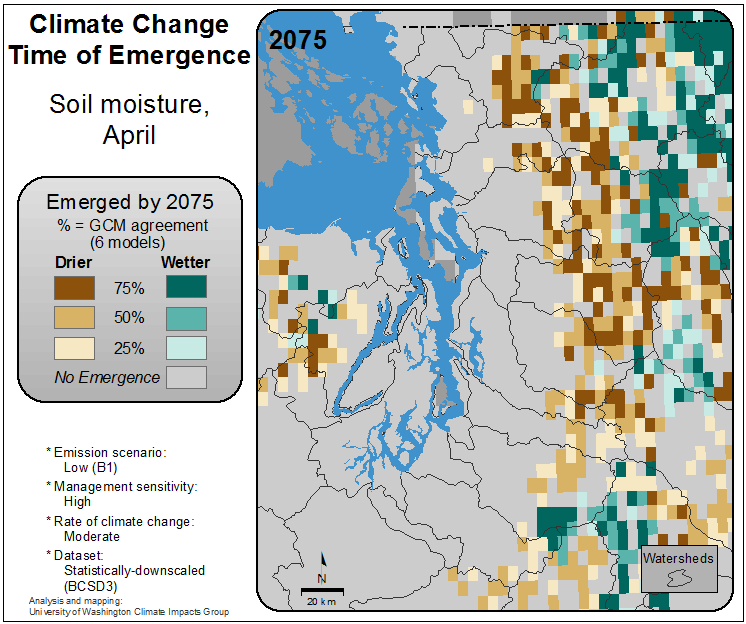 Climate Change
Time of Emergence
Soil moisture,
April
Emerged by 2075
% = GCM agreement
(6 models)
Drier Wetter
75%
50%
25%
No Emergence
* Emission scenario:
Low (B1)
* Management sensitivity:
High
* Rate of climate change:
Moderate
* Dataset:
Statistically-downscaled
(BCSD3)
Analysis and mapping:
University of Washington Climate Impacts Group
2075
N
20 km
Watersheds